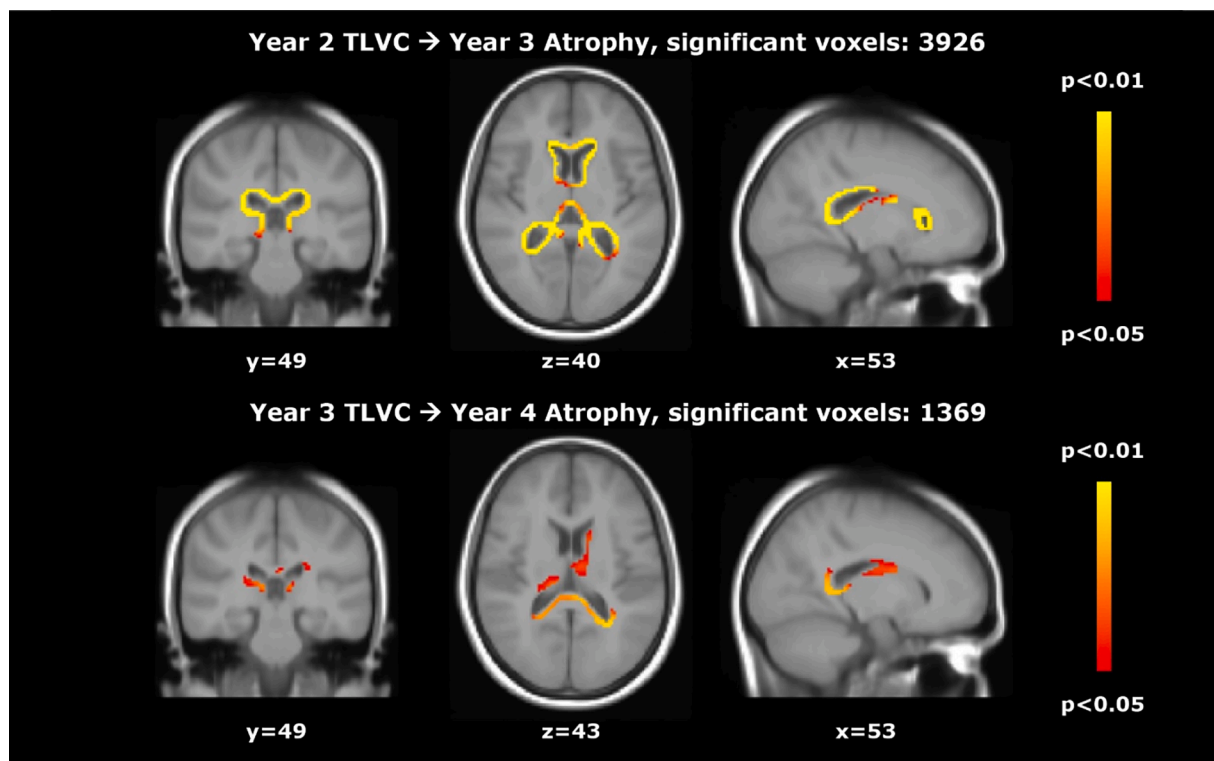 Year 2 TLVC → Year 3 Atrophy, significant voxels: 3926
p<0.01
p<0.05
y=49
z=40
x=53
Year 3 TLVC → Year 4 Atrophy, significant voxels: 1369
p<0.01
p<0.05
y=49
z=43
x=53